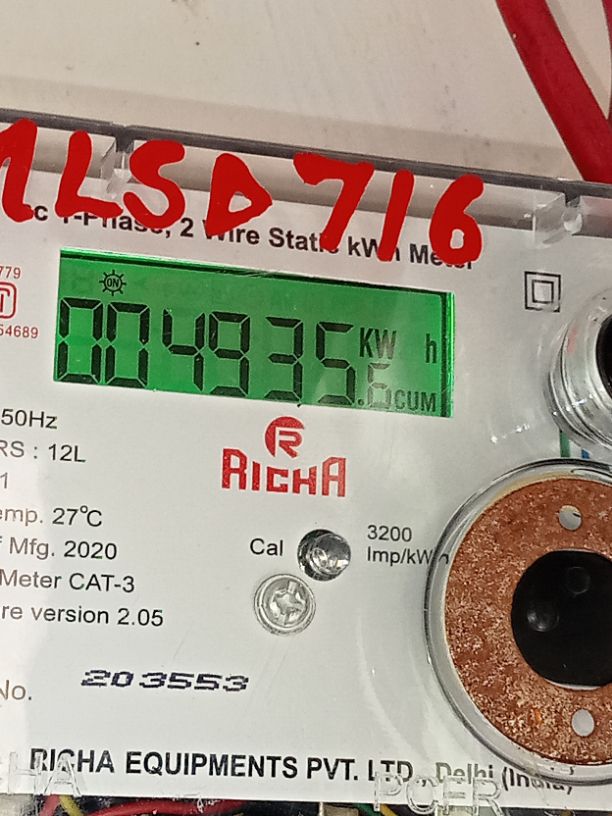 MLSD716
c 1-Phase, 2 Wire Static kWh Meter
779
54689
ON
004935.6 KW h
CUM
50Hz
RS : 12L
1
R
RICHA
emp. 27°C
f Mfg. 2020
Cal
3200
Imp/kWh
Meter CAT-3
re version 2.05
No. 203553
RICHA EQUIPMENTS PVT. LTD., Delhi (India)